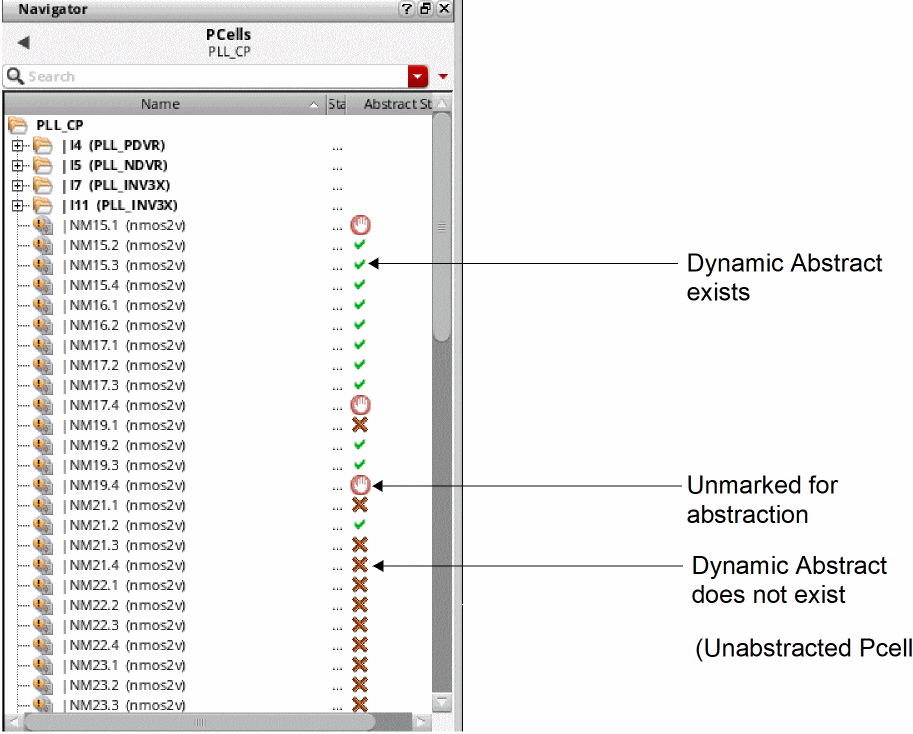 Navigator
PCells
PLL_CP
Search
Name Sta Abstract St
PLL_CP
|I4 (PLL_PDVR) ...
|I5 (PLL_NDVR) ...
|I7 (PLL_INV3X) ...
|I11 (PLL_INV3X) ...
|NM15.1 (nmos2v) ...
|NM15.2 (nmos2v) ...
|NM15.3 (nmos2v) ...
|NM15.4 (nmos2v) ...
|NM16.1 (nmos2v) ...
|NM16.2 (nmos2v) ...
|NM17.1 (nmos2v) ...
|NM17.2 (nmos2v) ...
|NM17.3 (nmos2v) ...
|NM17.4 (nmos2v) ...
|NM19.1 (nmos2v) ...
|NM19.2 (nmos2v) ...
|NM19.3 (nmos2v) ...
|NM19.4 (nmos2v) ...
|NM21.1 (nmos2v) ...
|NM21.2 (nmos2v) ...
|NM21.3 (nmos2v) ...
|NM21.4 (nmos2v) ...
|NM22.1 (nmos2v) ...
|NM22.2 (nmos2v) ...
|NM22.3 (nmos2v) ...
|NM22.4 (nmos2v) ...
|NM23.1 (nmos2v) ...
|NM23.2 (nmos2v) ...
|NM23.3 (nmos2v) ...
Dynamic Abstract
exists
Unmarked for
abstraction
Dynamic Abstract
does not exist
(Unabstracted Pcell